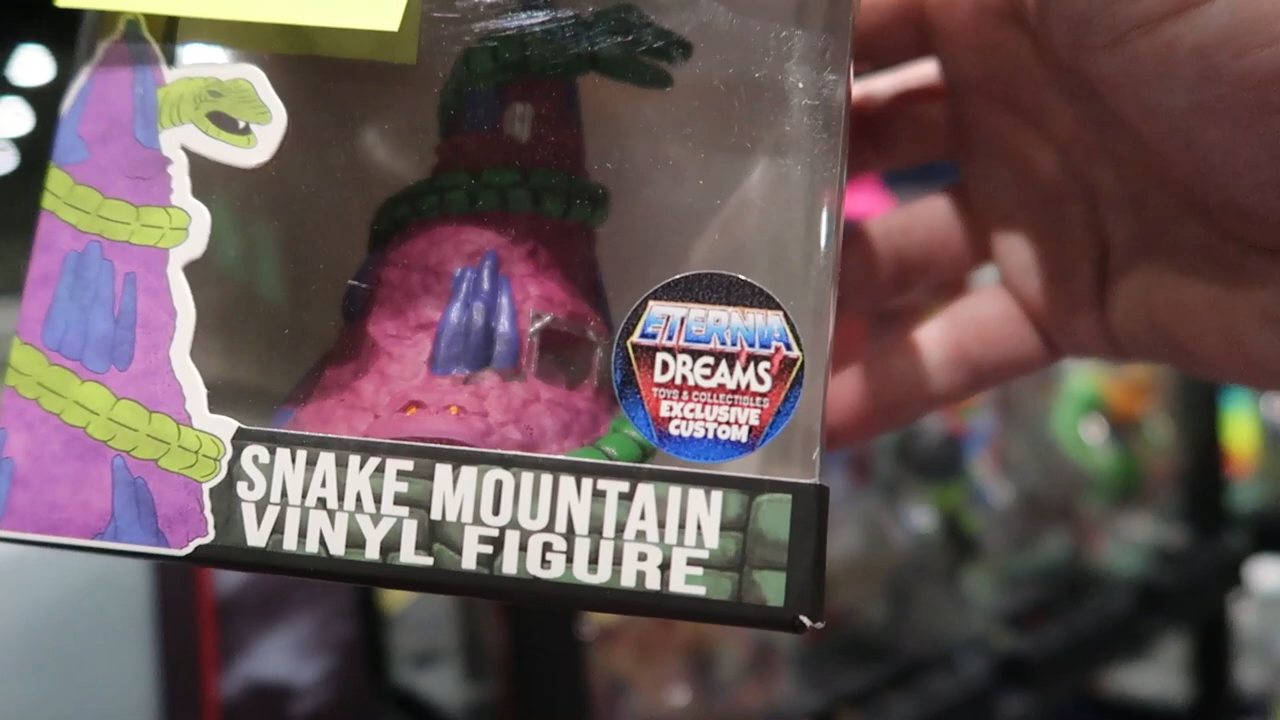 ETERNIA
DREAMS
TOYS & COLLECTIBLES
EXCLUSIVE
CUSTOM
SNAKE MOUNTAIN
VINYL FIGURE